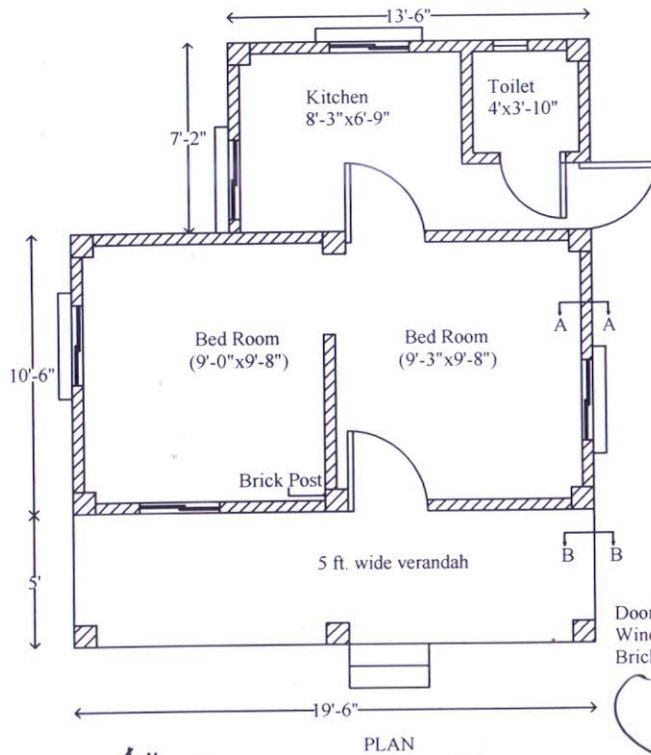 13'-6"
Kitchen
8'-3"x6'-9"
Toilet
4'x3'-10"
7'-2"
A A
Bed Room
(9'-0"x9'-8")
Bed Room
(9'-3"x9'-8")
10'-6"
Brick Post
B B
5 ft. wide verandah
5'
Brick
19'-6"
PLAN